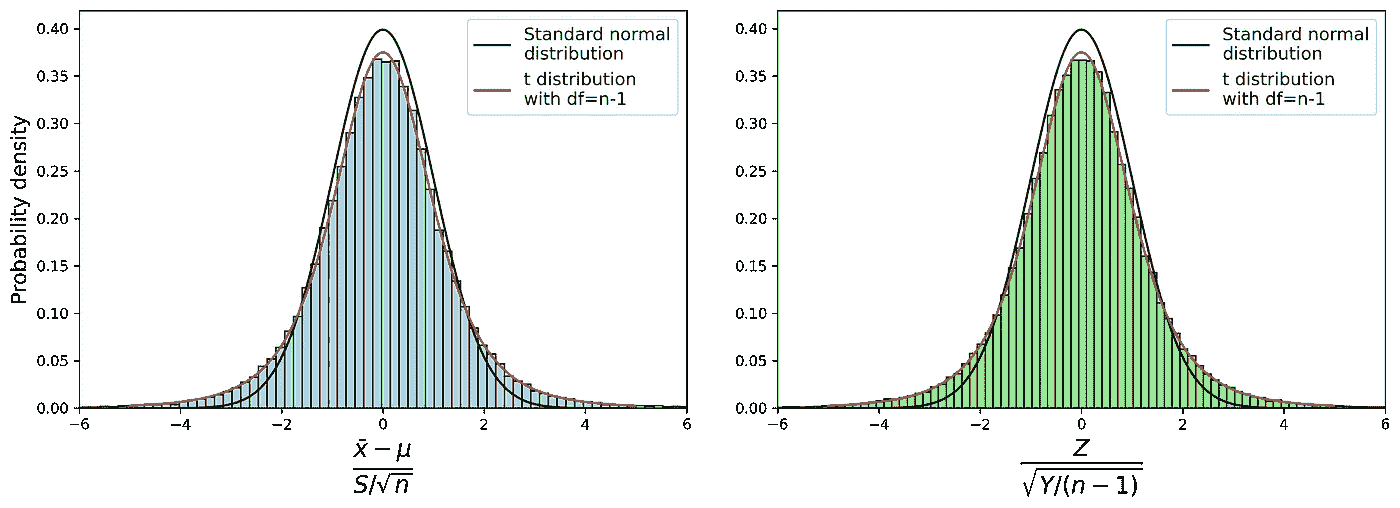 Probability density
0.40
0.35
0.30
0.25
0.20
0.15
0.10
0.05
0.00
−6
−4
−2
0
2
4
6
Standard normal
distribution
t distribution
with df=n-1
x̄ − μ
S/√n
0.40
0.35
0.30
0.25
0.20
0.15
0.10
0.05
0.00
−6
−4
−2
0
2
4
6
Standard normal
distribution
t distribution
with df=n-1
Z
√Y/(n − 1)